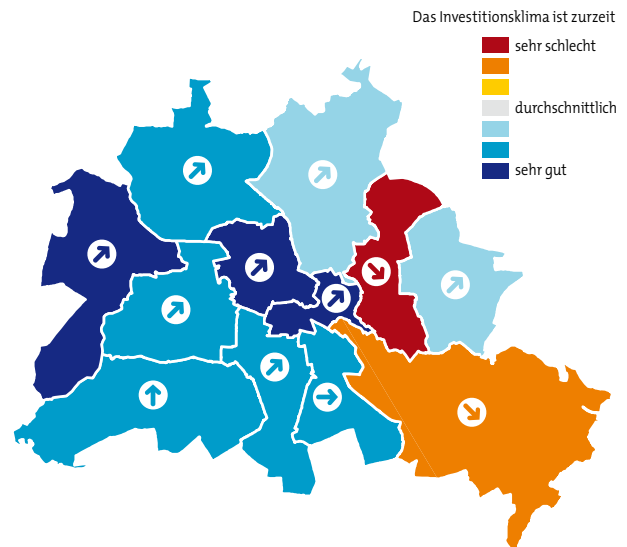 Das Investitionsklima ist zurzeit
sehr schlecht
durchschnittlich
sehr gut